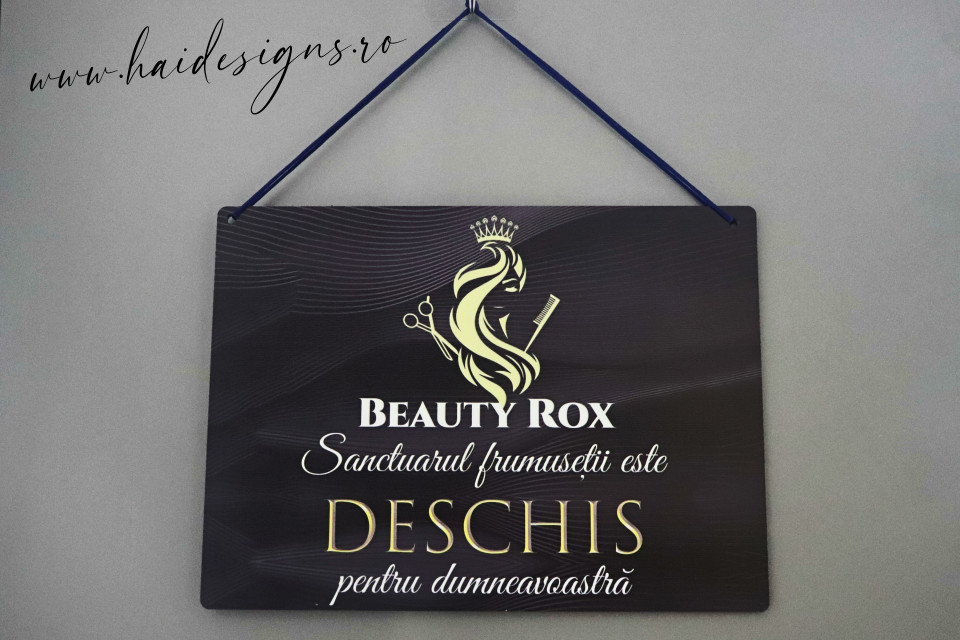 www.haidesigns.ro
BEAUTY ROX
Sanctuarul frumuseții este
DESCHIS
pentru dumneavoastră